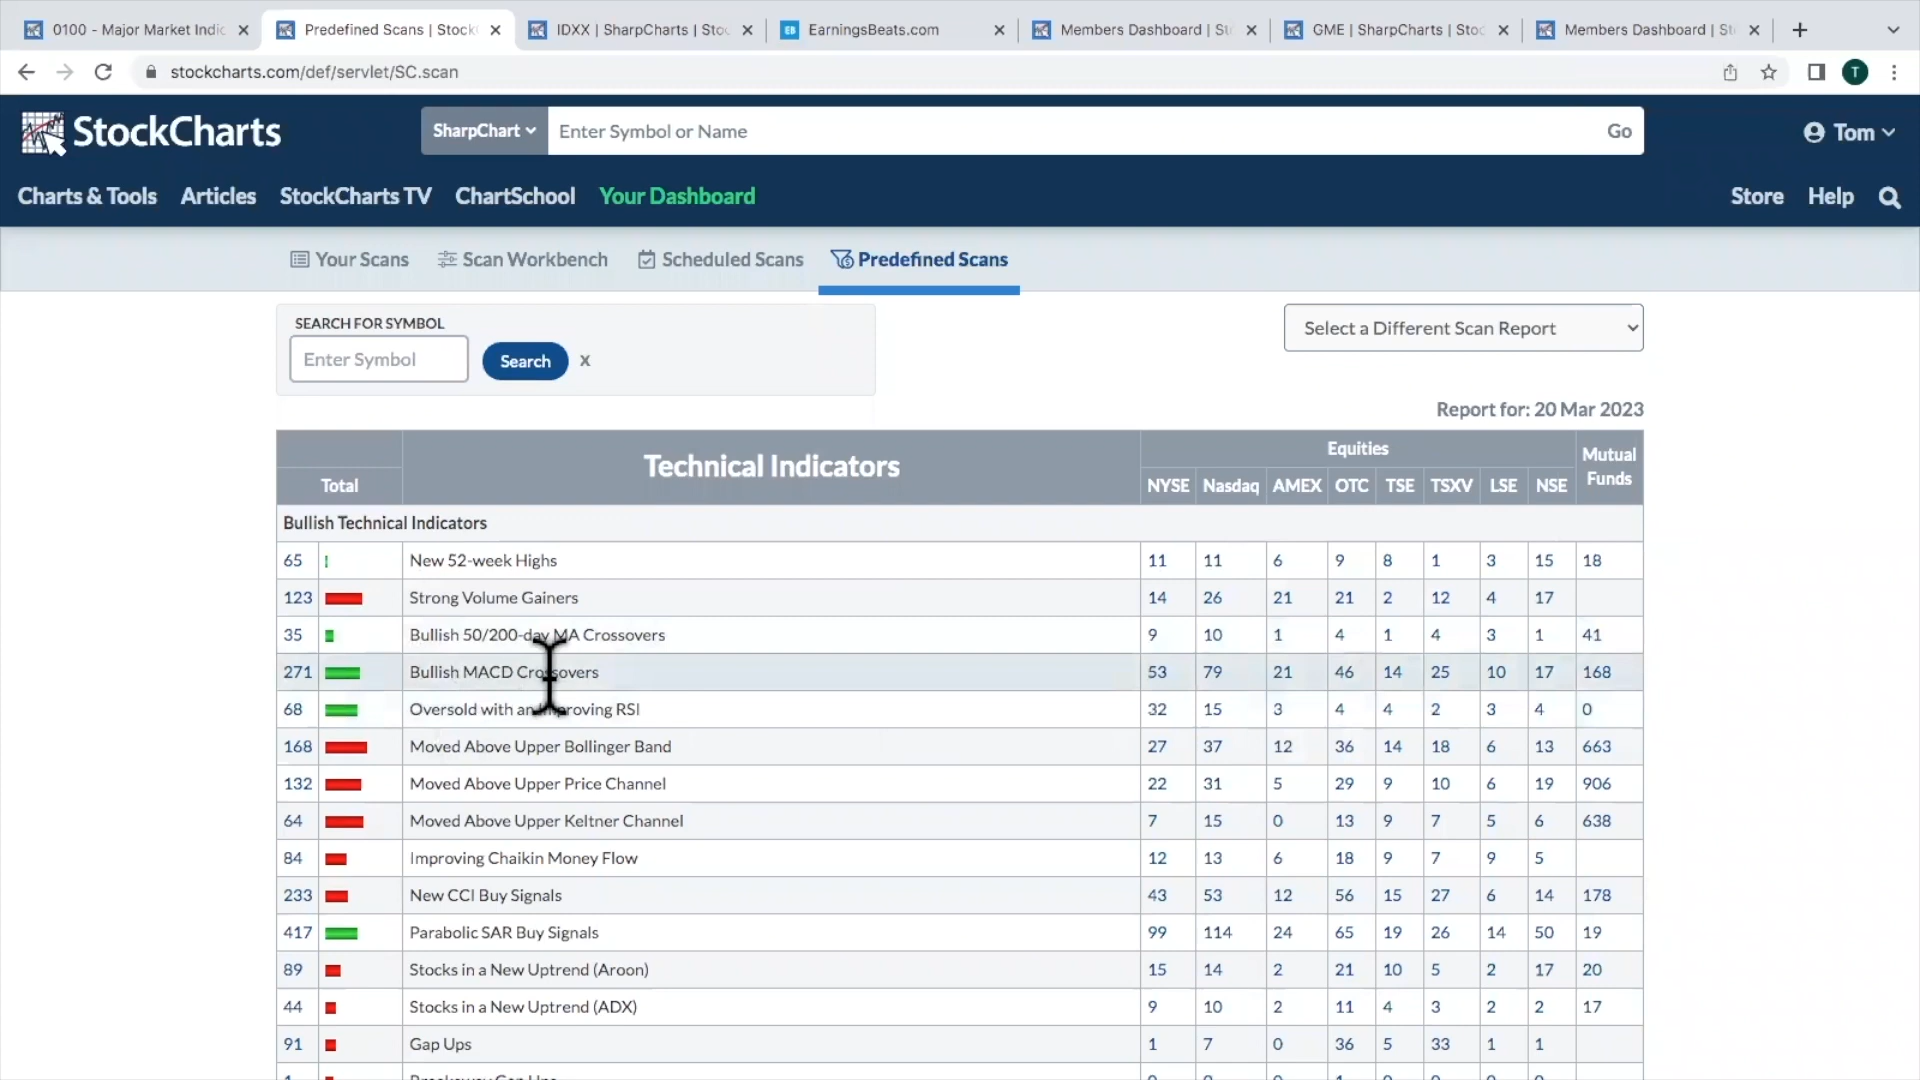 0100 - Major Market Indic
Predefined Scans | Stock
IDXX | SharpCharts | Stoc
EB EarningsBeats.com
Members Dashboard | St
GME | SharpCharts | Stoc
Members Dashboard | St
stockcharts.com/def/servlet/SC.scan
T
StockCharts
SharpChart
Enter Symbol or Name
Go
Tom
Charts & Tools Articles StockCharts TV ChartSchool Your Dashboard Store Help
Your Scans Scan Workbench Scheduled Scans Predefined Scans
SEARCH FOR SYMBOL
Enter Symbol Search x
Select a Different Scan Report
Report for: 20 Mar 2023
Total Technical Indicators Equities Mutual Funds
NYSE Nasdaq AMEX OTC TSE TSXV LSE NSE
Bullish Technical Indicators
65 New 52-week Highs 11 11 6 9 8 1 3 15 18
123 Strong Volume Gainers 14 26 21 21 2 12 4 17
35 Bullish 50/200-day MA Crossovers 9 10 1 4 1 4 3 1 41
271 Bullish MACD Crossovers 53 79 21 46 14 25 10 17 168
68 Oversold with an Improving RSI 32 15 3 4 4 2 3 4 0
168 Moved Above Upper Bollinger Band 27 37 12 36 14 18 6 13 663
132 Moved Above Upper Price Channel 22 31 5 29 9 10 6 19 906
64 Moved Above Upper Keltner Channel 7 15 0 13 9 7 5 6 638
84 Improving Chaikin Money Flow 12 13 6 18 9 7 9 5
233 New CCI Buy Signals 43 53 12 56 15 27 6 14 178
417 Parabolic SAR Buy Signals 99 114 24 65 19 26 14 50 19
89 Stocks in a New Uptrend (Aroon) 15 14 2 21 10 5 2 17 20
44 Stocks in a New Uptrend (ADX) 9 10 2 11 4 3 2 2 17
91 Gap Ups 1 7 0 36 5 33 1 1